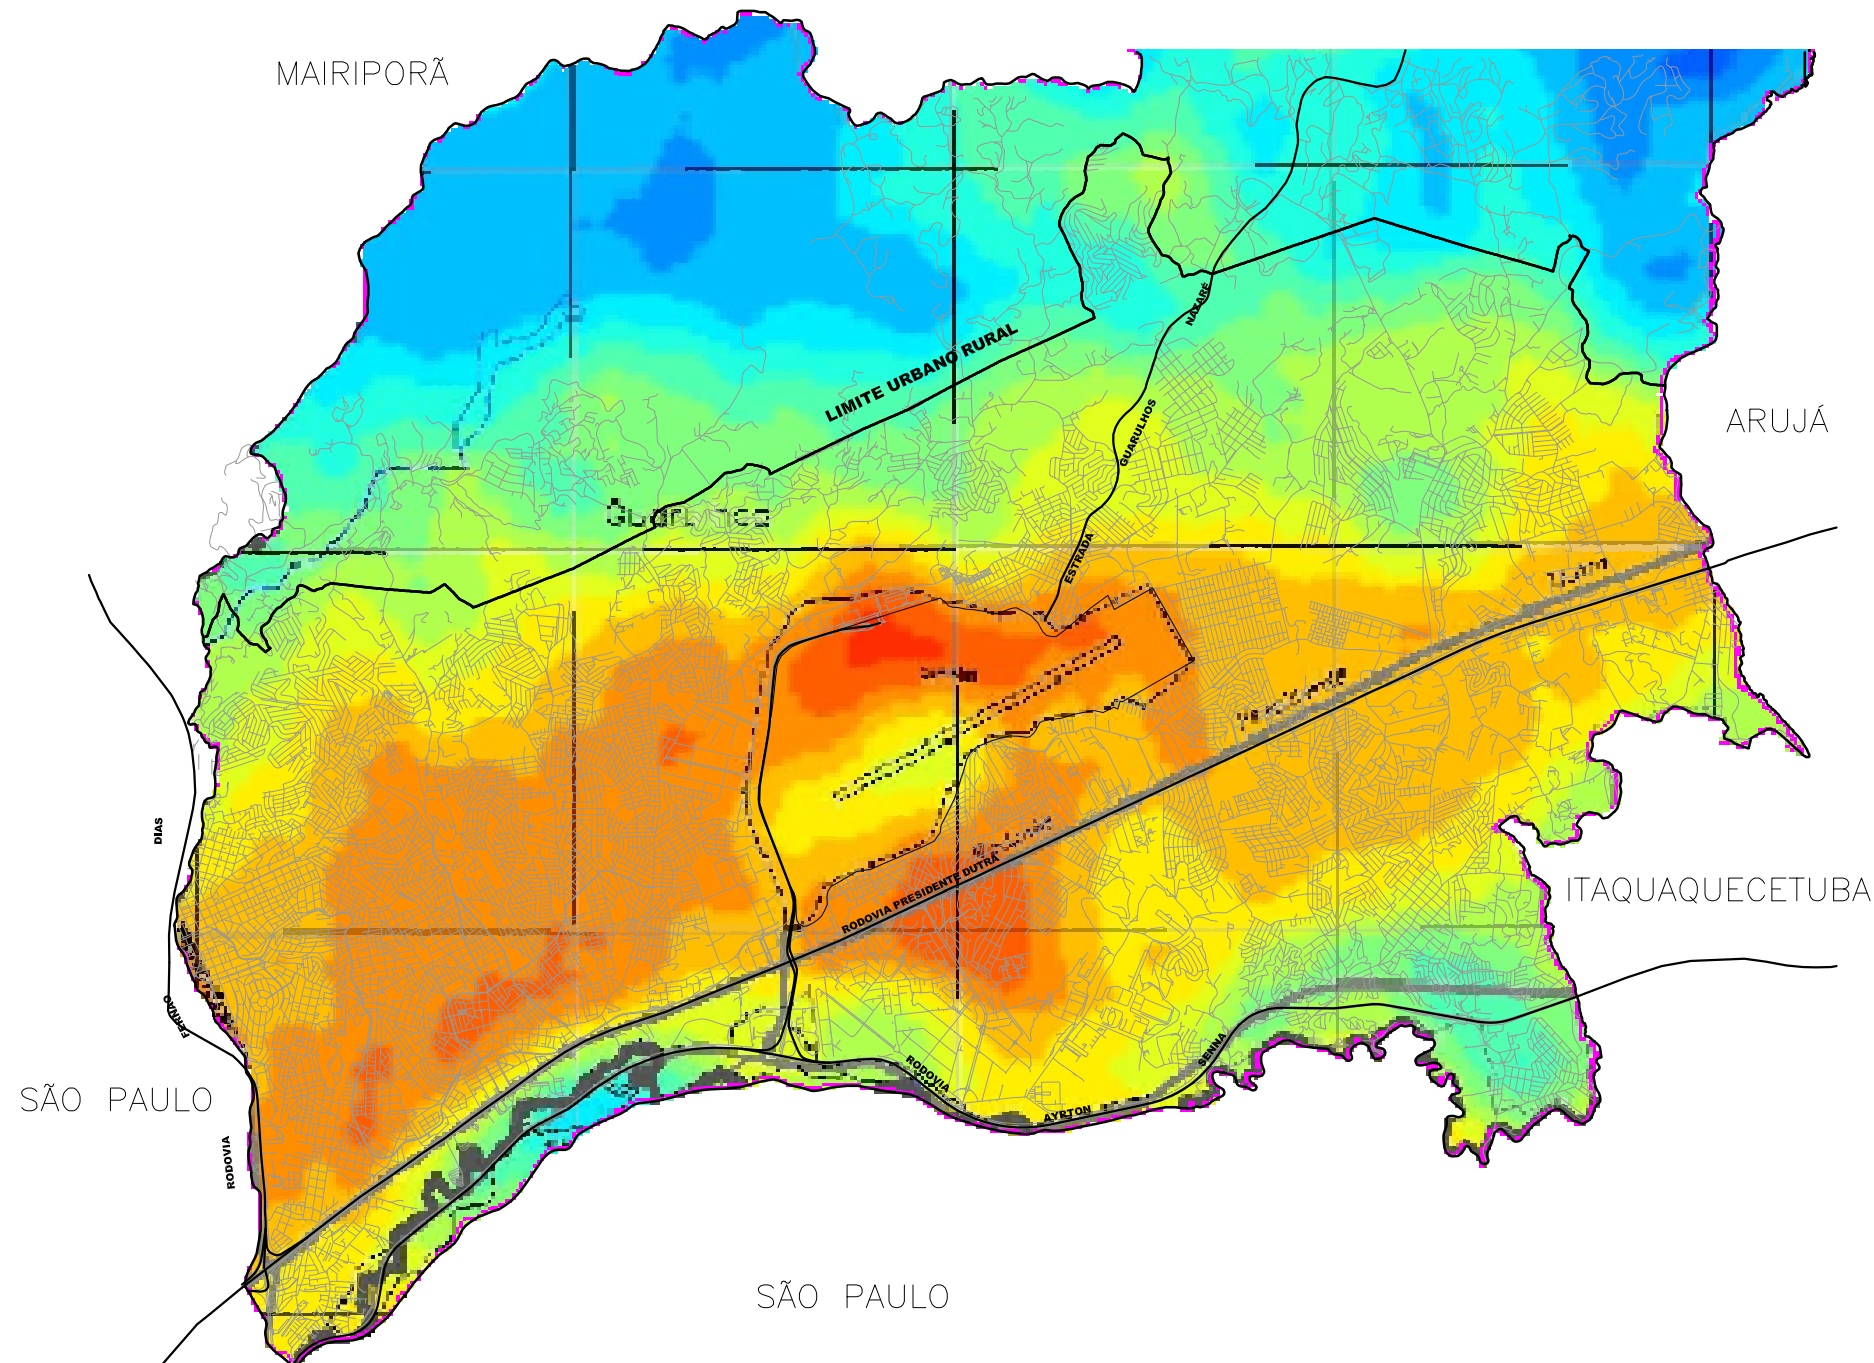 MAIRIPORÃ
NAZARÉ
LIMITE URBANO RURAL
GUARULHOS
ARUJÁ
ESTRADA
DIAS
RODOVIA PRESIDENTE DUTRA
ITAQUAQUECETUBA
FERNÃO
RODOVIA
SENNA
AYRTON
SÃO PAULO
RODOVIA
SÃO PAULO